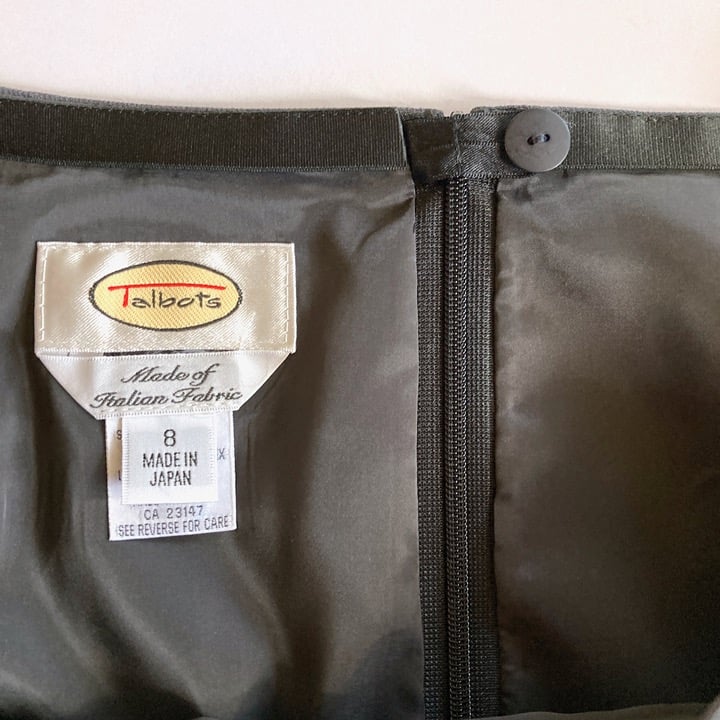 Talbots
Made of
Italian Fabric
8
MADE IN
JAPAN
CA 23147
SEE REVERSE FOR CARE